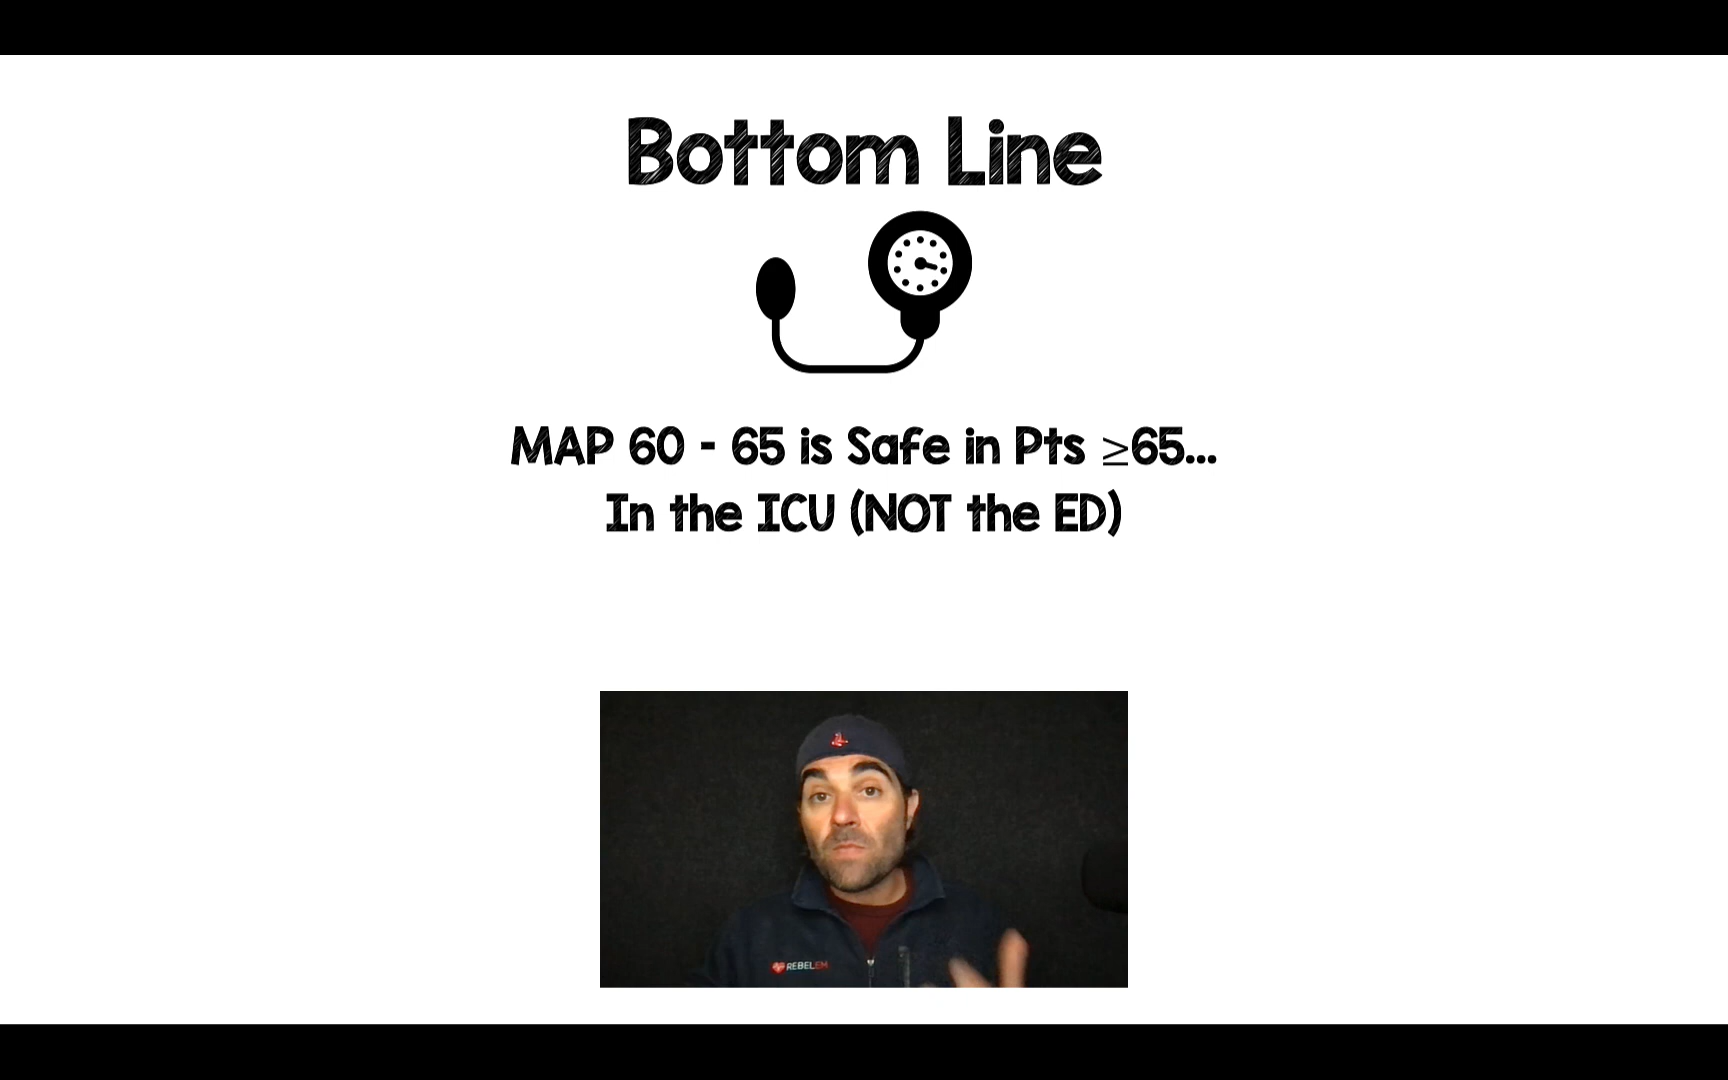 Bottom Line
MAP 60 - 65 is Safe in Pts ≥65...
In the ICU (NOT the ED)
REBELEM